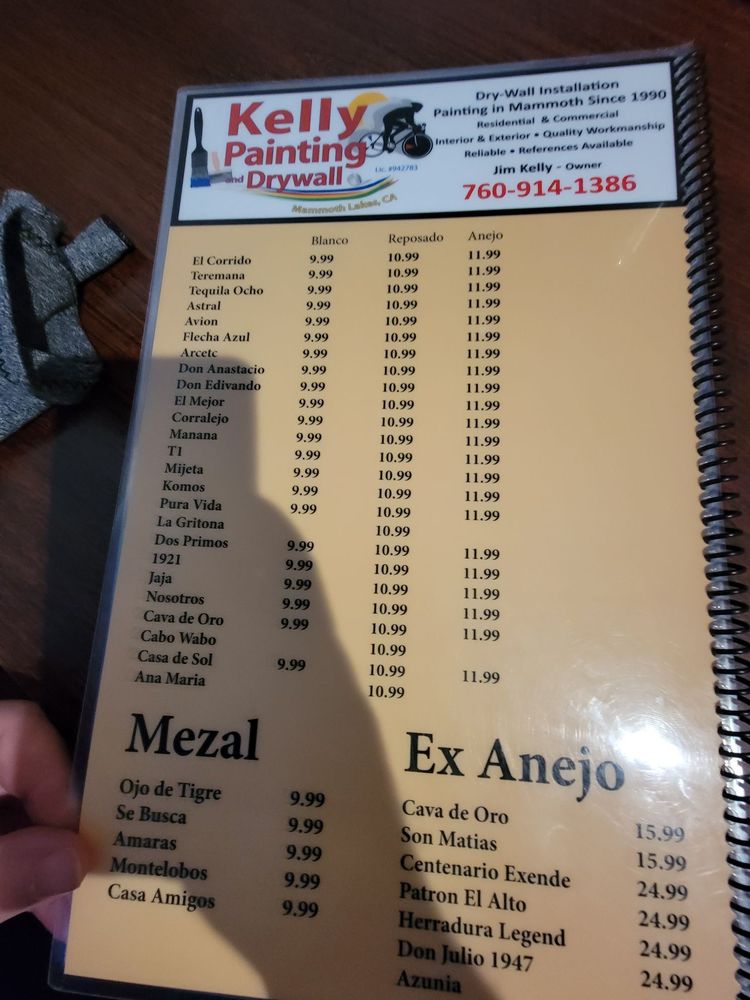 Kelly
Painting
and Drywall
Lic. #942783
Mammoth Lakes, CA
Dry-Wall Installation
Painting in Mammoth Since 1990
Residential & Commercial
Interior & Exterior • Quality Workmanship
Reliable • References Available
Jim Kelly - Owner
760-914-1386
Blanco Reposado Anejo
El Corrido 9.99 10.99 11.99
Teremana 9.99 10.99 11.99
Tequila Ocho 9.99 10.99 11.99
Astral 9.99 10.99 11.99
Avion 9.99 10.99 11.99
Flecha Azul 9.99 10.99 11.99
Arcetc 9.99 10.99 11.99
Don Anastacio 9.99 10.99 11.99
Don Edivando 9.99 10.99 11.99
El Mejor 9.99 10.99 11.99
Corralejo 9.99 10.99 11.99
Manana 9.99 10.99 11.99
T1 9.99 10.99 11.99
Mijeta 9.99 10.99 11.99
Komos 9.99 10.99 11.99
Pura Vida 9.99 10.99 11.99
La Gritona 10.99
Dos Primos 9.99 10.99 11.99
1921 9.99 10.99 11.99
Jaja 9.99 10.99 11.99
Nosotros 9.99 10.99 11.99
Cava de Oro 9.99 10.99 11.99
Cabo Wabo 10.99
Casa de Sol 9.99 10.99 11.99
Ana Maria 10.99
Mezal
Ojo de Tigre 9.99
Se Busca 9.99
Amaras 9.99
Montelobos 9.99
Casa Amigos 9.99
Ex Anejo
Cava de Oro 15.99
Son Matias 15.99
Centenario Exende 24.99
Patron El Alto 24.99
Herradura Legend 24.99
Don Julio 1947 24.99
Azunia